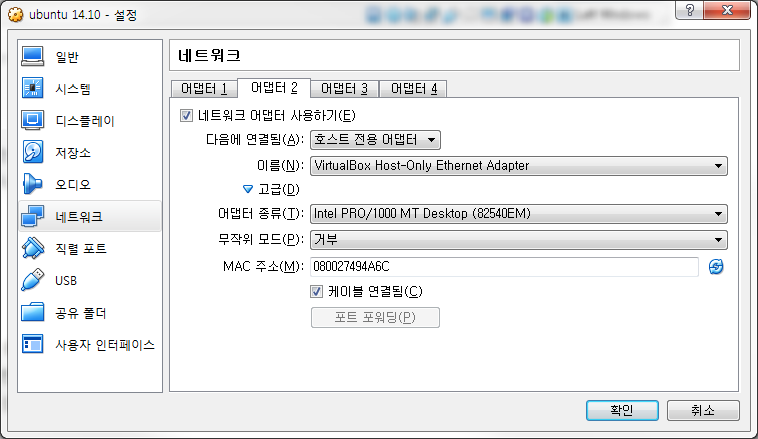 ubuntu 14.10 - 설정
일반
시스템
디스플레이
저장소
오디오
네트워크
직렬 포트
USB
공유 폴더
사용자 인터페이스
네트워크
어댑터 1 어댑터 2 어댑터 3 어댑터 4
네트워크 어댑터 사용하기(E)
다음에 연결됨(A): 호스트 전용 어댑터
이름(N): VirtualBox Host-Only Ethernet Adapter
고급(D)
어댑터 종류(T): Intel PRO/1000 MT Desktop (82540EM)
무작위 모드(P): 거부
MAC 주소(M): 080027494A6C
케이블 연결됨(C)
포트 포워딩(P)
확인 취소